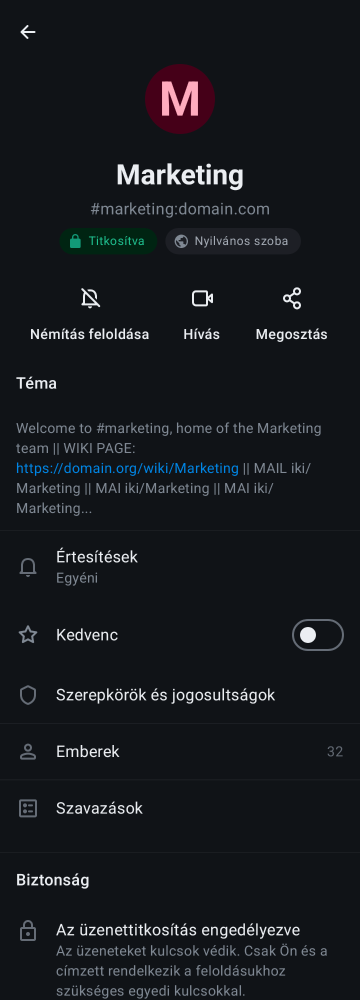 M
Marketing
#marketing:domain.com
Titkosítva
Nyilvános szoba
Némítás feloldása
Hívás
Megosztás
Téma
Welcome to #marketing, home of the Marketing
team || WIKI PAGE:
https://domain.org/wiki/Marketing || MAIL iki/
Marketing || MAI iki/Marketing || MAI iki/
Marketing...
Értesítések
Egyéni
Kedvenc
Szerepkörök és jogosultságok
Emberek 32
Szavazások
Biztonság
Az üzenettitkosítás engedélyezve
Az üzeneteket kulcsok védik. Csak Ön és a
címzett rendelkezik a feloldásukhoz
szükséges egyedi kulcsokkal.